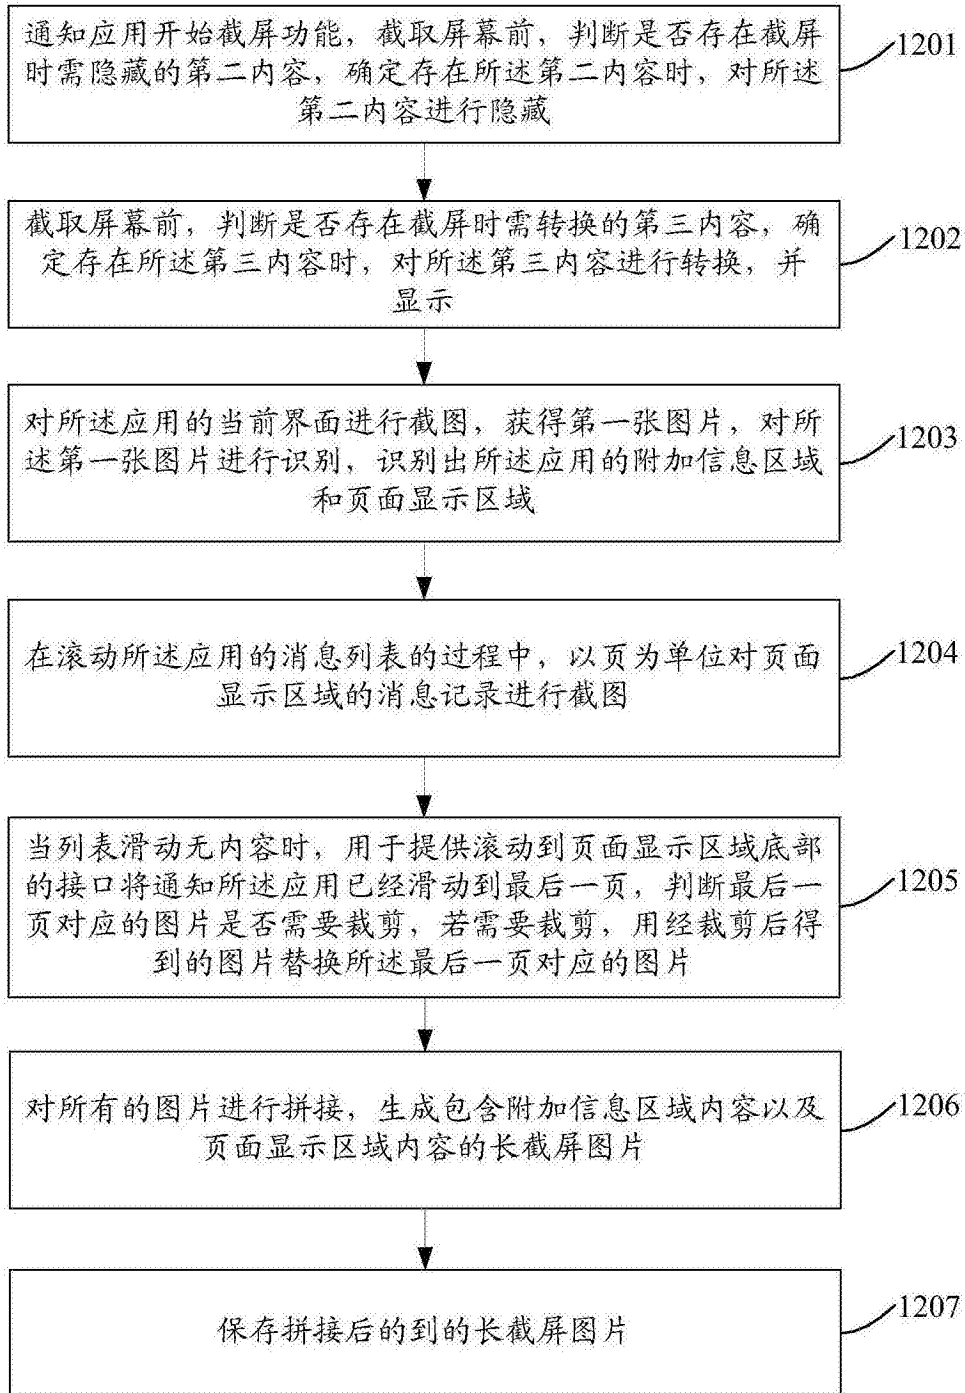 通知应用开始截屏功能，截取屏幕前，判断是否存在截屏
时需隐藏的第二内容，确定存在所述第二内容时，对所述
第二内容进行隐藏
1201
截取屏幕前，判断是否存在截屏时需转换的第三内容，确
定存在所述第三内容时，对所述第三内容进行转换，并
显示
1202
对所述应用的当前界面进行截图，获得第一张图片，对所
述第一张图片进行识别，识别出所述应用的附加信息区域
和页面显示区域
1203
在滚动所述应用的消息列表的过程中，以页为单位对页面
显示区域的消息记录进行截图
1204
当列表滑动无内容时，用于提供滚动到页面显示区域底部
的接口将通知所述应用已经滑动到最后一页，判断最后一
页对应的图片是否需要裁剪，若需要裁剪，用经裁剪后得
到的图片替换所述最后一页对应的图片
1205
对所有的图片进行拼接，生成包含附加信息区域内容以及
页面显示区域内容的长截屏图片
1206
保存拼接后的到的长截屏图片
1207